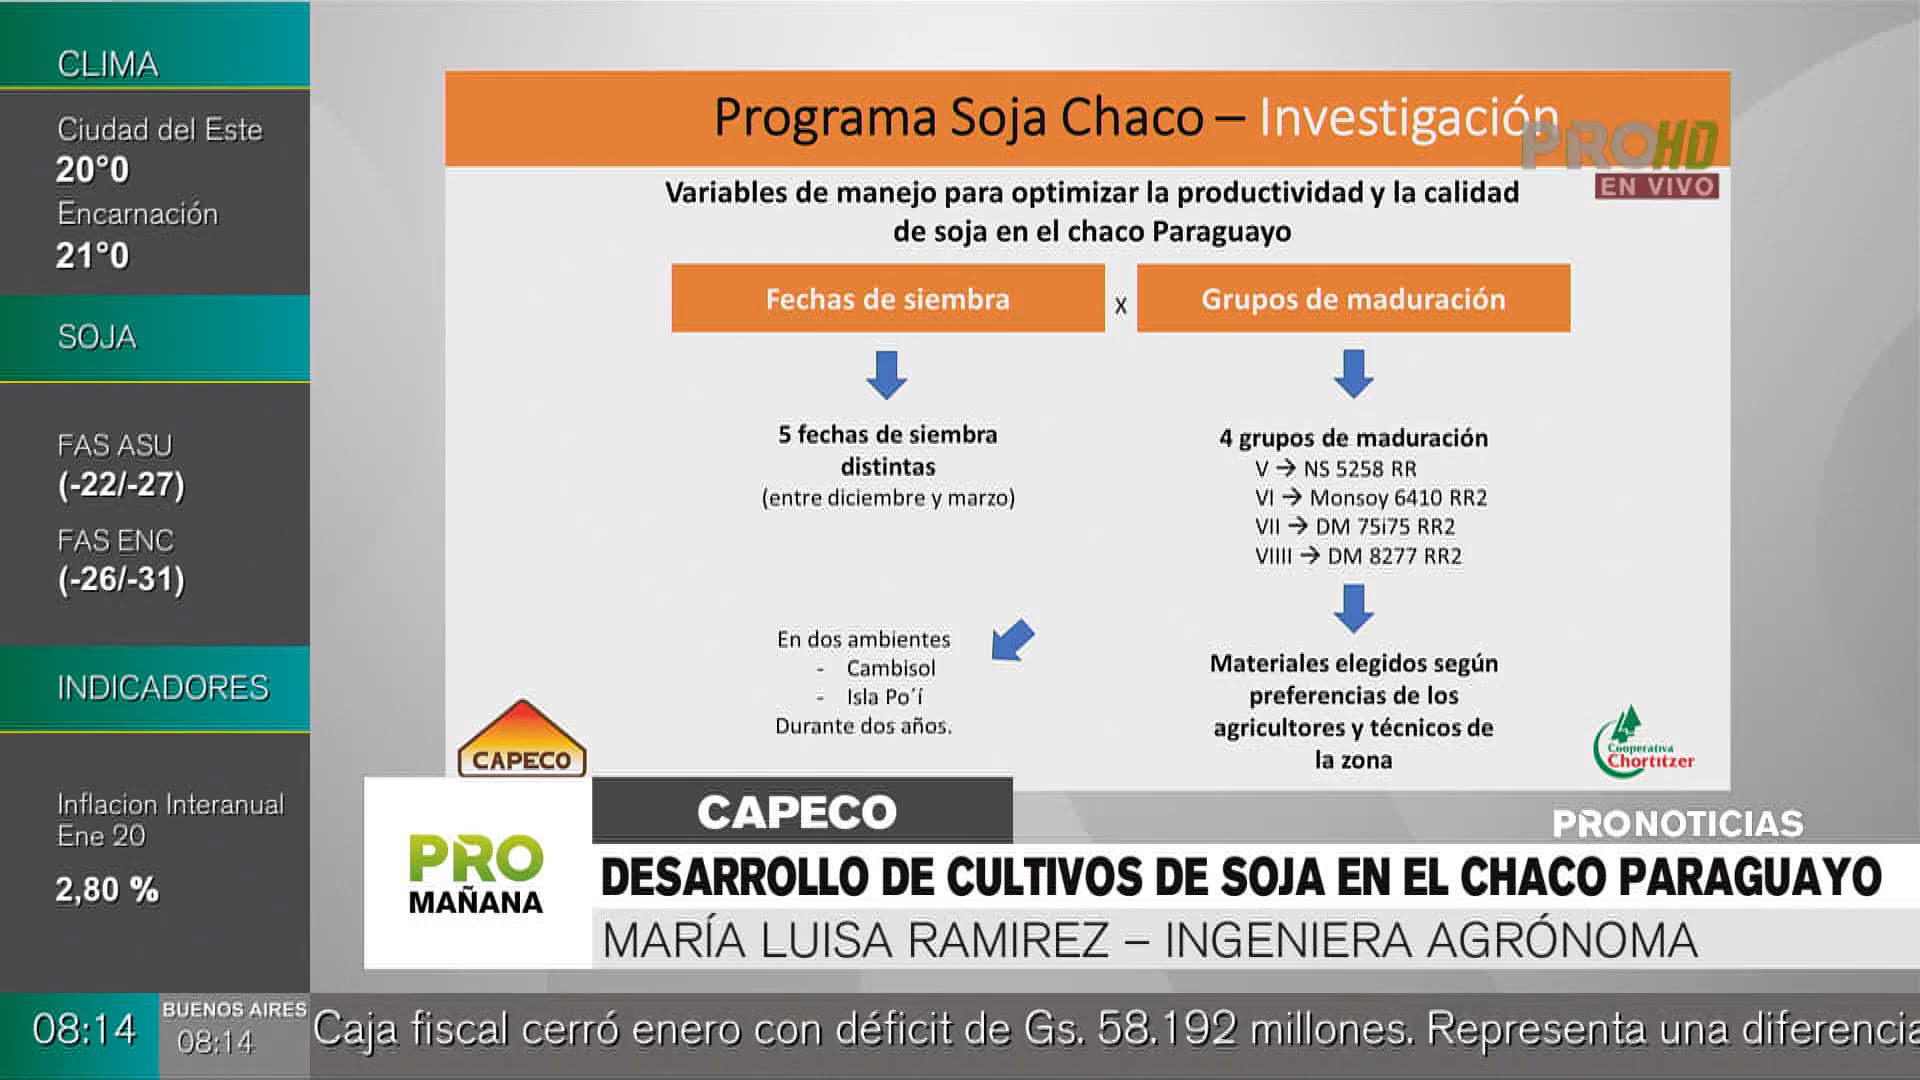 CLIMA
Ciudad del Este
20°0
Encarnación
21°0
SOJA
FAS ASU
(-22/-27)
FAS ENC
(-26/-31)
INDICADORES
Inflacion Interanual
Ene 20
2,80 %
Programa Soja Chaco – Investigación
PROHD
EN VIVO
Variables de manejo para optimizar la productividad y la calidad
de soja en el chaco Paraguayo
Fechas de siembra x Grupos de maduración
5 fechas de siembra
distintas
(entre diciembre y marzo)
4 grupos de maduración
V → NS 5258 RR
VI → Monsoy 6410 RR2
VII → DM 75i75 RR2
VIIII → DM 8277 RR2
En dos ambientes
- Cambisol
- Isla Po´í
Durante dos años.
Materiales elegidos según
preferencias de los
agricultores y técnicos de
la zona
CAPECO
Cooperativa
Chortitzer
PRO
MAÑANA
CAPECO
PRONOTICIAS
DESARROLLO DE CULTIVOS DE SOJA EN EL CHACO PARAGUAYO
MARÍA LUISA RAMIREZ – INGENIERA AGRÓNOMA
08:14
BUENOS AIRES
08:14
Caja fiscal cerró enero con déficit de Gs. 58.192 millones. Representa una diferencia